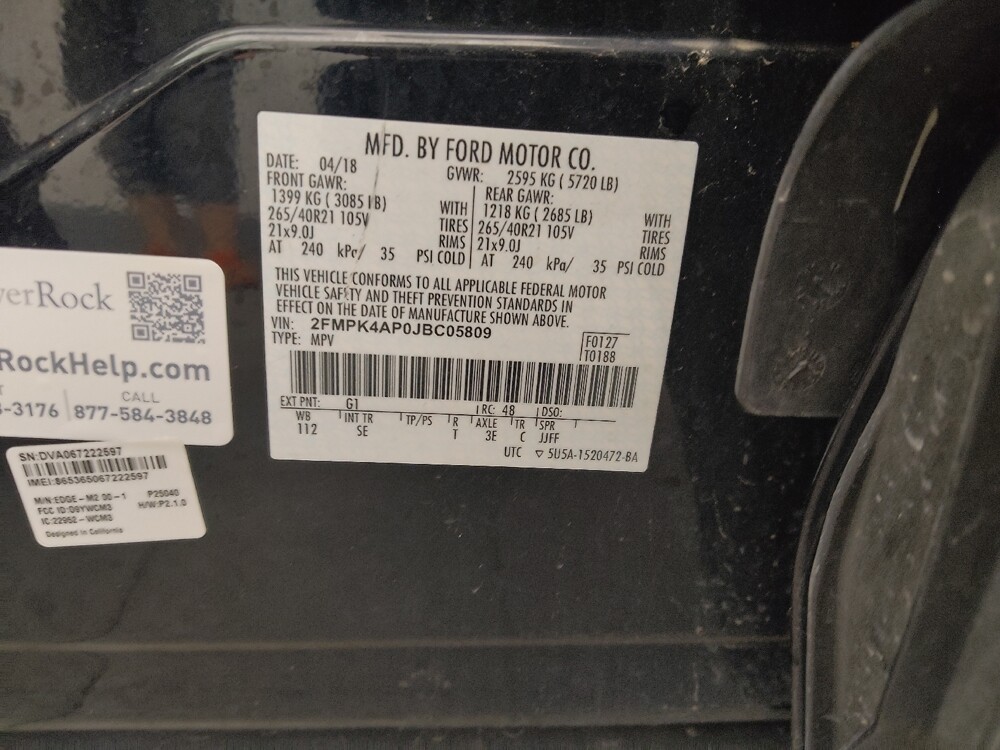 MFD. BY FORD MOTOR CO.
DATE: 04/18 GVWR: 2595 KG ( 5720 LB)
FRONT GAWR: REAR GAWR:
1399 KG ( 3085 LB) WITH 1218 KG ( 2685 LB) WITH
265/40R21 105V TIRES 265/40R21 105V TIRES
21x9.0J RIMS 21x9.0J RIMS
AT 240 kPa/ 35 PSI COLD AT 240 kPa/ 35 PSI COLD
THIS VEHICLE CONFORMS TO ALL APPLICABLE FEDERAL MOTOR
VEHICLE SAFETY AND THEFT PREVENTION STANDARDS IN
EFFECT ON THE DATE OF MANUFACTURE SHOWN ABOVE.
VIN: 2FMPK4AP0JBC05809 F0127
TYPE: MPV T0188
EXT PNT: G1 RC: 48 DSO:
WB INT TR TP/PS R AXLE TR SPR
112 SE T 3E C JJFF
UTC ▽ 5U5A-1520472-BA
verRock
RockHelp.com
CALL
-3176 877-584-3848
SN:DVA067222597
IMEI:865365067222597
M/N:EDGE-M2 00-1 P25040
FCC ID:O9YWCM3 H/W:P2.1.0
IC:22952-WCM3
Designed in California